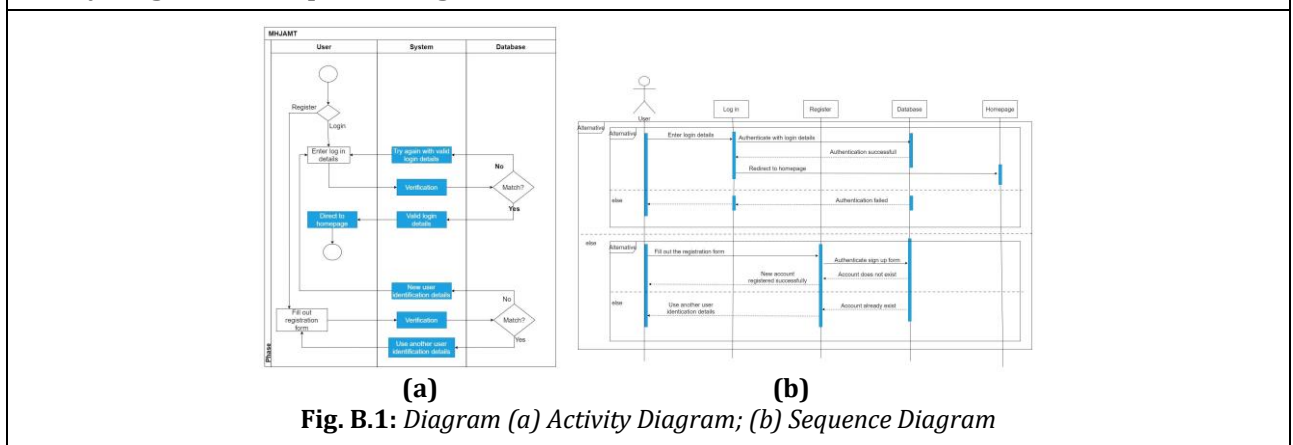 MHJAMT
User
System
Database
Register
Login
Enter log in
details
Try again with valid
login details
No
Verification
Match?
Yes
Direct to
homepage
Valid login
details
New user
identification details
No
Fill out
registration
form
Verification
Match?
Yes
Use another user
identification details
Phase
(a)
User
Log in
Register
Database
Homepage
Alternative
Alternative
Enter login details
Authenticate with login details
Authentication successfull
Redirect to homepage
else
Authentication failed
else
Alternative
Fill out the registration form
Authenticate sign up form
New account
registered successfully
Account does not exist
else
Use another user
identication details
Account already exist
(b)
Fig. B.1: Diagram (a) Activity Diagram; (b) Sequence Diagram